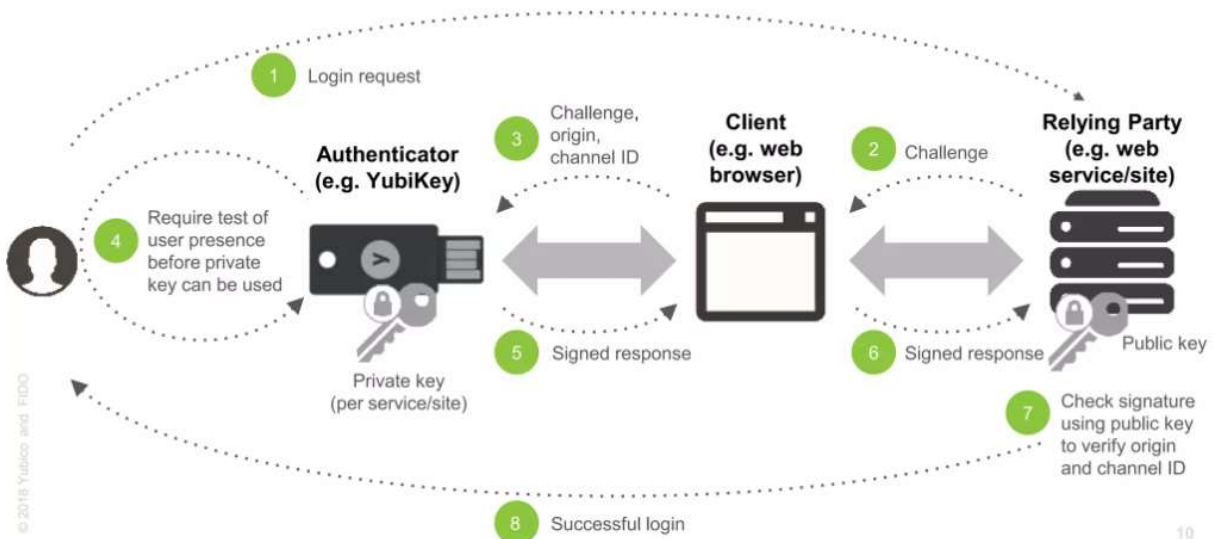 1
Login request
Authenticator
(e.g. YubiKey)
3
Challenge,
origin,
channel ID
Client
(e.g. web
browser)
2
Challenge
Relying Party
(e.g. web
service/site)
4
Require test of
user presence
before private
key can be used
Y
5
Signed response
6
Signed response
Public key
Private key
(per service/site)
7
Check signature
using public key
to verify origin
and channel ID
8
Successful login
© 2018 Yubico and FIDO
10